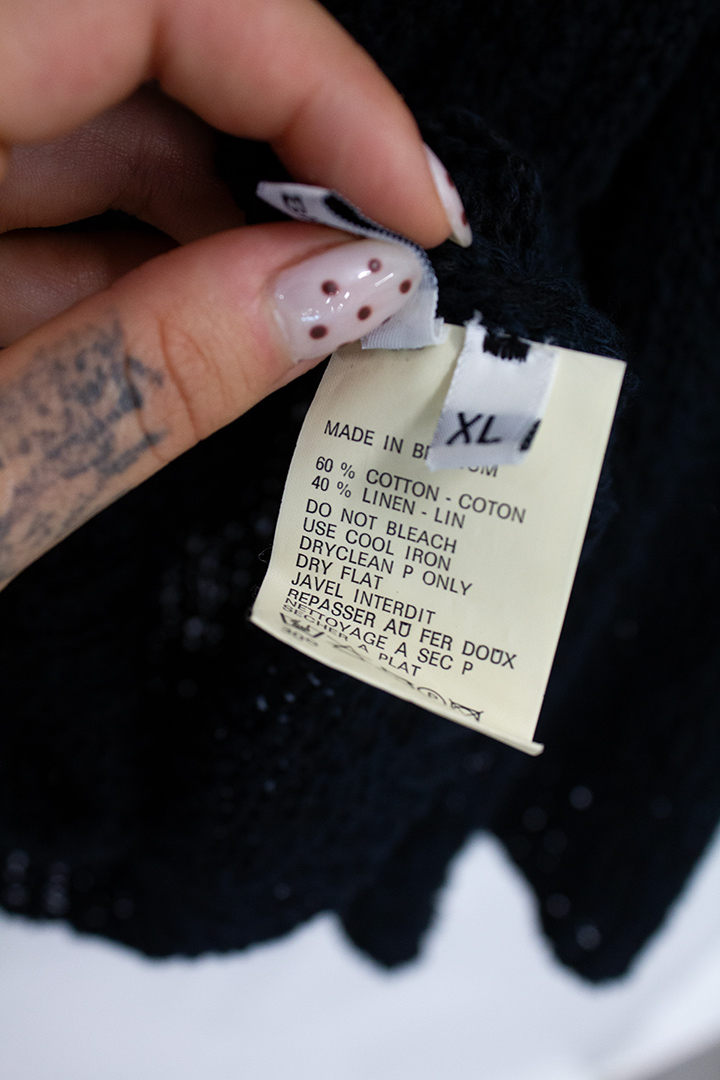 XL
MADE IN
60 % COTTON - COTON
40 % LINEN - LIN
DO NOT BLEACH
USE COOL IRON
DRYCLEAN P ONLY
DRY FLAT
JAVEL INTERDIT
REPASSER AU FER DOUX
NETTOYAGE A SEC P
SECHER A PLAT